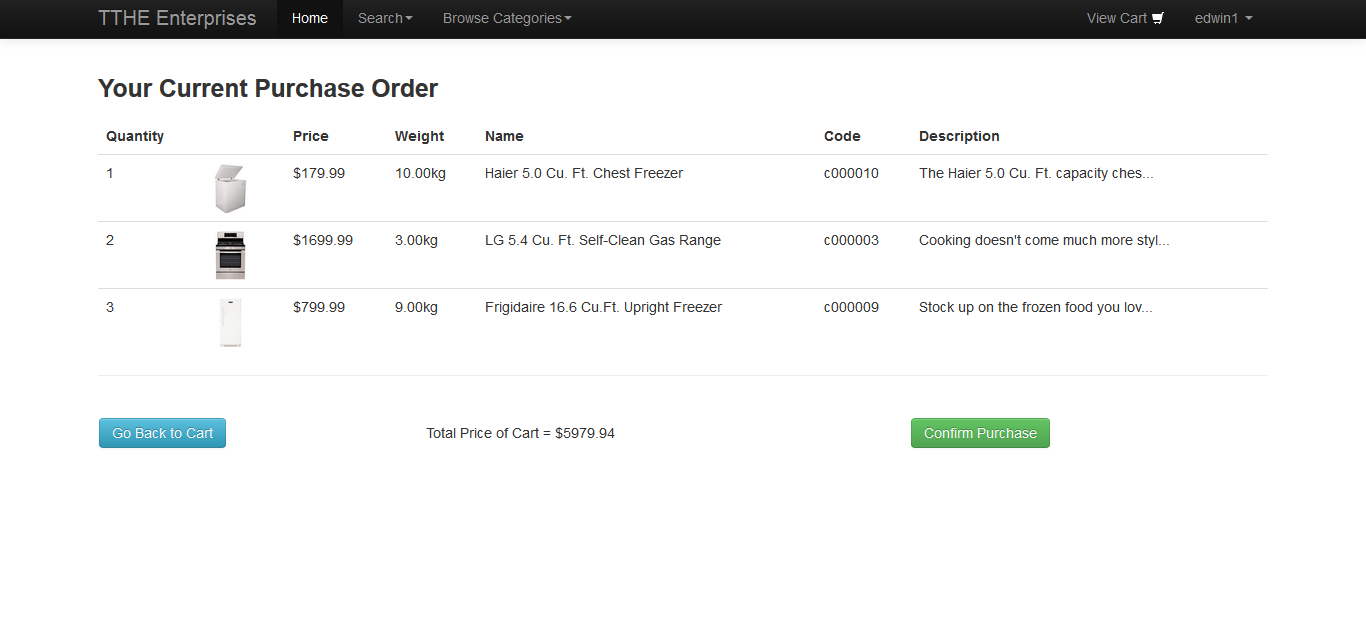 TTHE Enterprises Home Search Browse Categories View Cart edwin1
Your Current Purchase Order
Quantity Price Weight Name Code Description
1 $179.99 10.00kg Haier 5.0 Cu. Ft. Chest Freezer c000010 The Haier 5.0 Cu. Ft. capacity ches...
2 $1699.99 3.00kg LG 5.4 Cu. Ft. Self-Clean Gas Range c000003 Cooking doesn't come much more styl...
3 $799.99 9.00kg Frigidaire 16.6 Cu.Ft. Upright Freezer c000009 Stock up on the frozen food you lov...
Go Back to Cart Total Price of Cart = $5979.94 Confirm Purchase